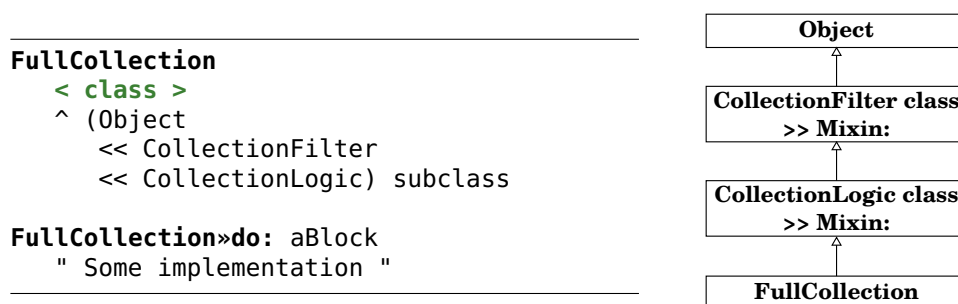 FullCollection
< class >
^ (Object
<< CollectionFilter
<< CollectionLogic) subclass
FullCollection»do: aBlock
" Some implementation "
Object
CollectionFilter class
>> Mixin:
CollectionLogic class
>> Mixin:
FullCollection